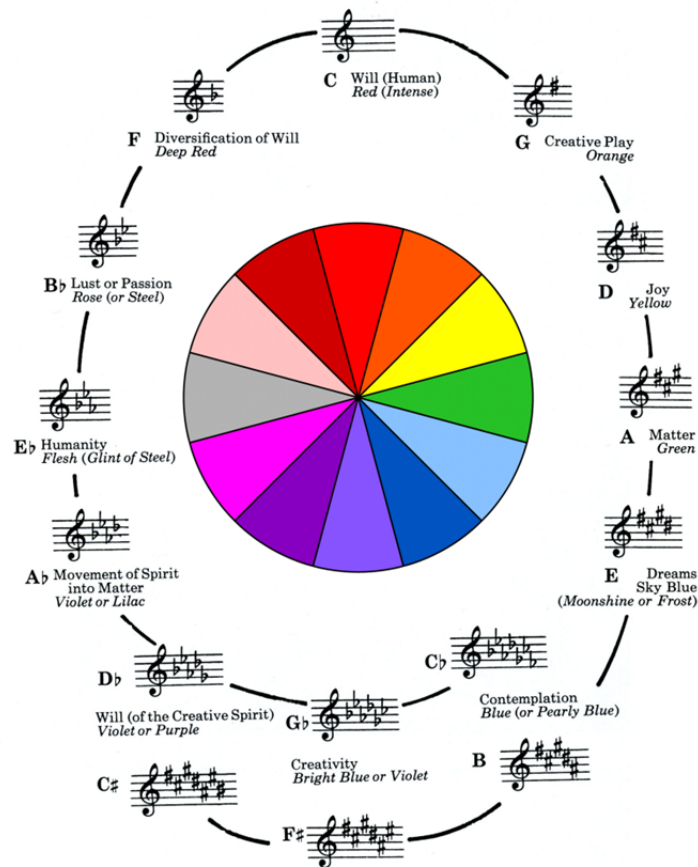 C Will (Human)
Red (Intense)
F Diversification of Will
Deep Red
G Creative Play
Orange
B♭ Lust or Passion
Rose (or Steel)
D Joy
Yellow
E♭ Humanity
Flesh (Glint of Steel)
A Matter
Green
A♭ Movement of Spirit
into Matter
Violet or Lilac
E Dreams
Sky Blue
(Moonshine or Frost)
D♭
Will (of the Creative Spirit)
Violet or Purple
C♭
Contemplation
Blue (or Pearly Blue)
G♭
Creativity
Bright Blue or Violet
B
C♯
F♯